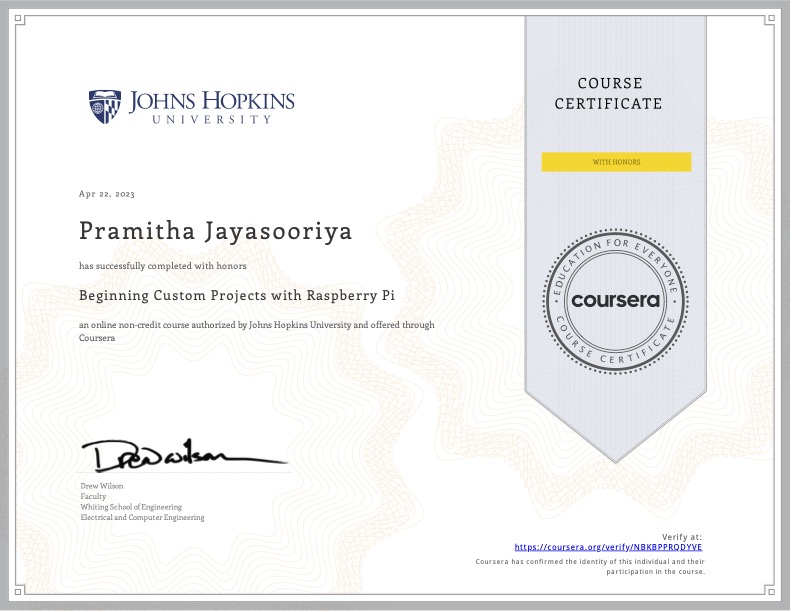 JOHNS HOPKINS
UNIVERSITY
COURSE
CERTIFICATE
WITH HONORS
Apr 22, 2023
Pramitha Jayasooriya
has successfully completed with honors
Beginning Custom Projects with Raspberry Pi
an online non-credit course authorized by Johns Hopkins University and offered through
Coursera
EDUCATION FOR EVERYONE
coursera
COURSE CERTIFICATE
Drew Wilson
Drew Wilson
Faculty
Whiting School of Engineering
Electrical and Computer Engineering
Verify at:
https://coursera.org/verify/NBKBPPRQDYVE
Coursera has confirmed the identity of this individual and their
participation in the course.